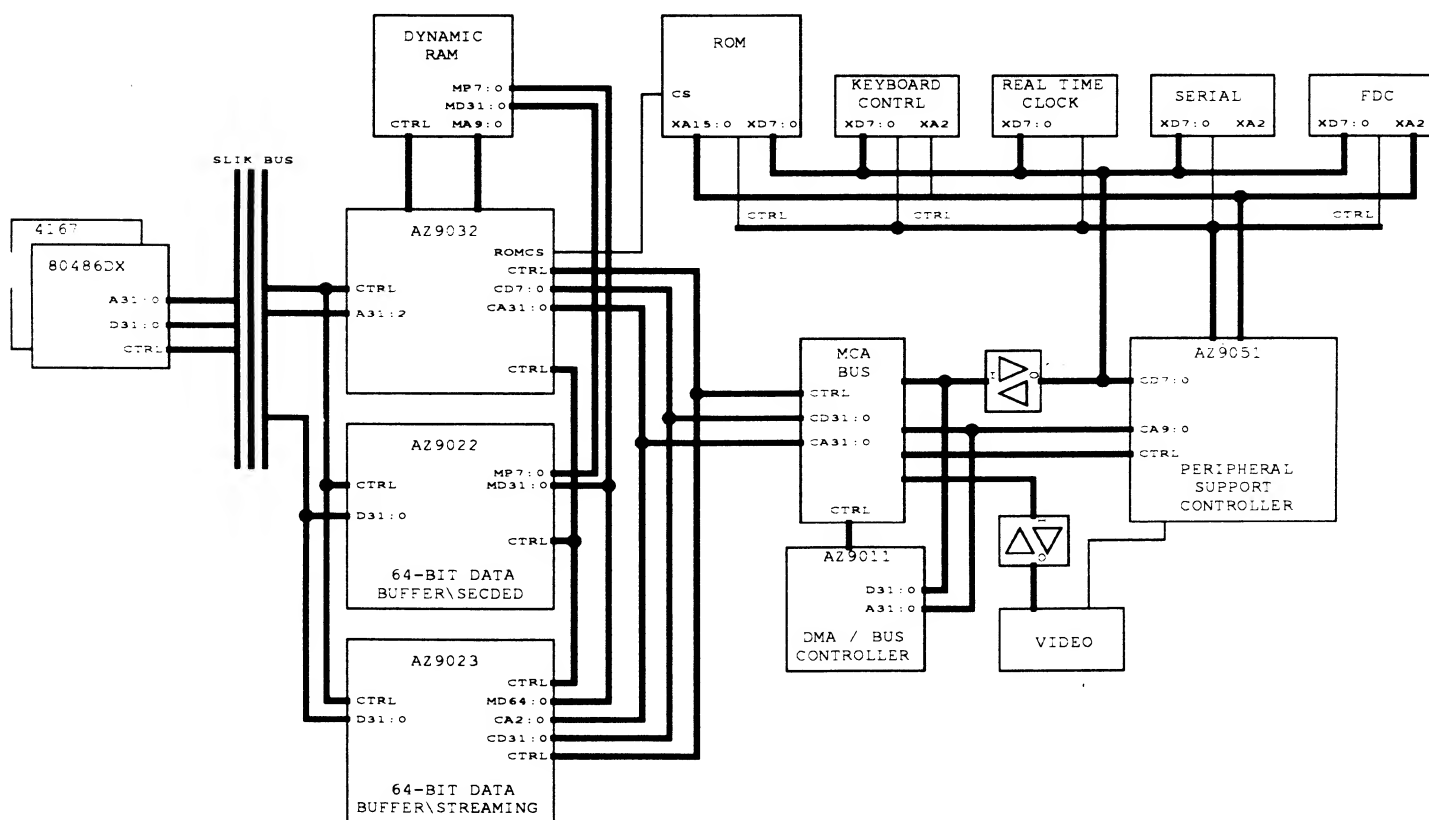 DYNAMIC
RAM
MP7:0
MD31:0
CTRL MA9:0
ROM
CS
XA15:0 XD7:0
KEYBOARD
CONTRL
XD7:0 XA2
REAL TIME
CLOCK
XD7:0
SERIAL
XD7:0 XA2
FDC
XD7:0 XA2
CTRL
CTRL
CTRL
CTRL
SLIK BUS
4167
80486DX
A31:0
D31:0
CTRL
AZ9032
ROMCS
CTRL
CD7:0
CA31:0
CTRL
A31:2
CTRL
AZ9022
MP7:0
MD31:0
CTRL
D31:0
CTRL
64-BIT DATA
BUFFER\SECDED
AZ9023
CTRL
CTRL
MD64:0
D31:0
CA2:0
CD31:0
CTRL
64-BIT DATA
BUFFER\STREAMING
MCA
BUS
CTRL
CD31:0
CA31:0
CTRL
I O
AZ9011
D31:0
A31:0
DMA / BUS
CONTROLLER
I
O
VIDEO
AZ9051
CD7:0
CA9:0
CTRL
PERIPHERAL
SUPPORT
CONTROLLER